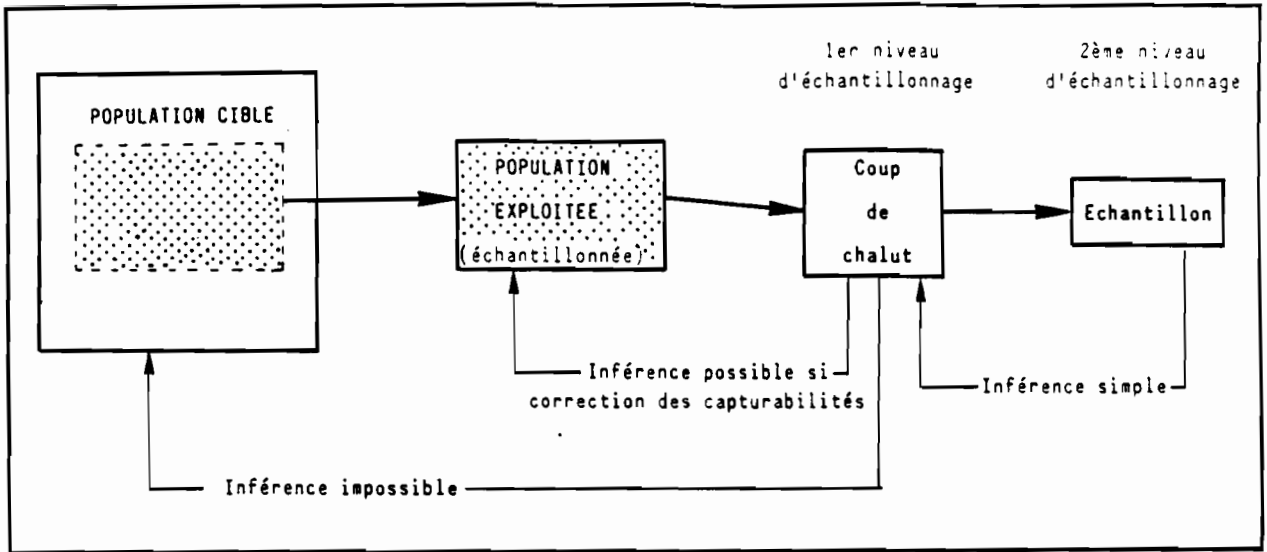 1er niveau
d'échantillonnage
2ème niveau
d'échantillonnage
POPULATION CIBLE
POPULATION
EXPLOITEE
(échantillonnée)
Coup
de
chalut
Echantillon
Inférence possible si
correction des capturabilités
Inférence simple
Inférence impossible